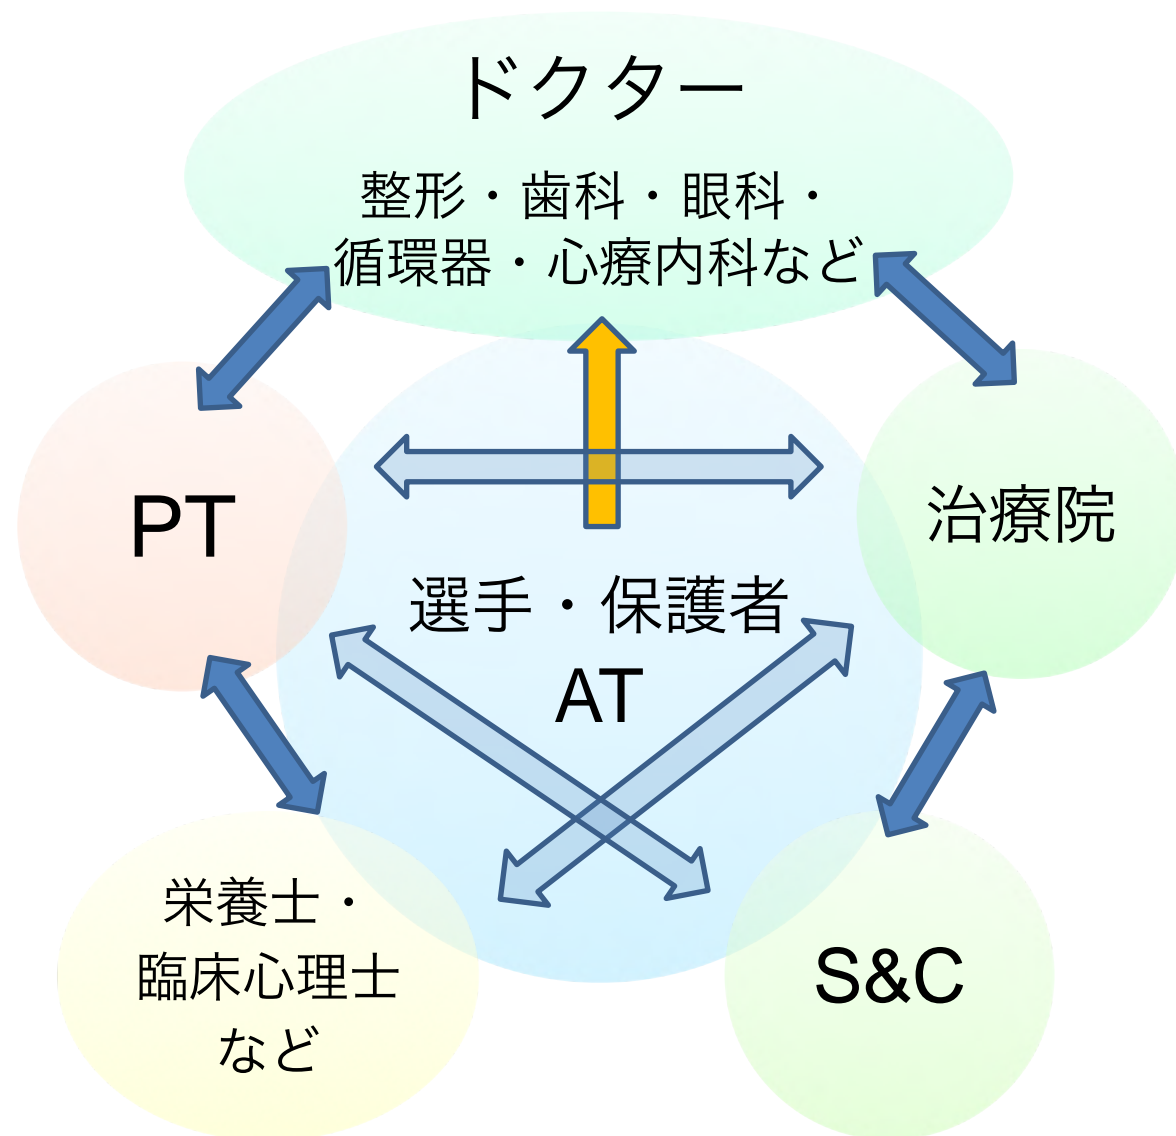 ドクター
整形・歯科・眼科・
循環器・心療内科など
PT
治療院
選手・保護者
AT
栄養士・
臨床心理士
など
S&C